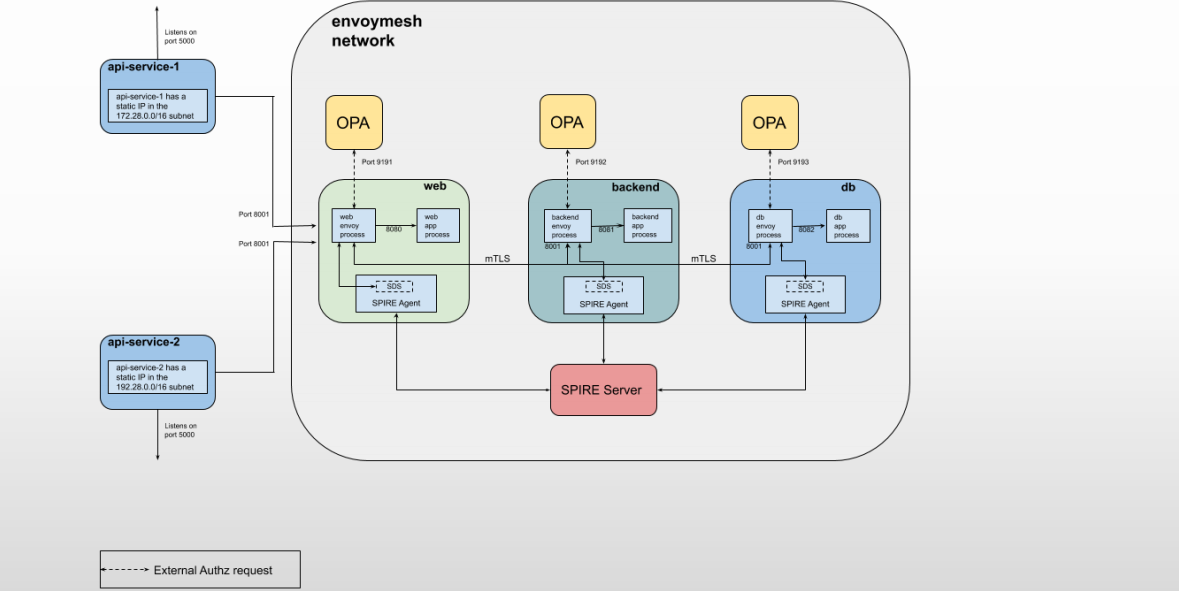 envoymesh
network
Listens on
port 5000
api-service-1
api-service-1 has a
static IP in the
172.28.0.0/16 subnet
OPA
OPA
OPA
Port 9191
Port 9192
Port 9193
web
backend
db
Port 8001
Port 8001
web
envoy
process
8080
web
app
process
backend
envoy
process
8081
8001
backend
app
process
db
envoy
process
8082
8001
db
app
process
mTLS
mTLS
SDS
SPIRE Agent
SDS
SPIRE Agent
SDS
SPIRE Agent
api-service-2
api-service-2 has a
static IP in the
192.28.0.0/16 subnet
SPIRE Server
Listens on
port 5000
External Authz request